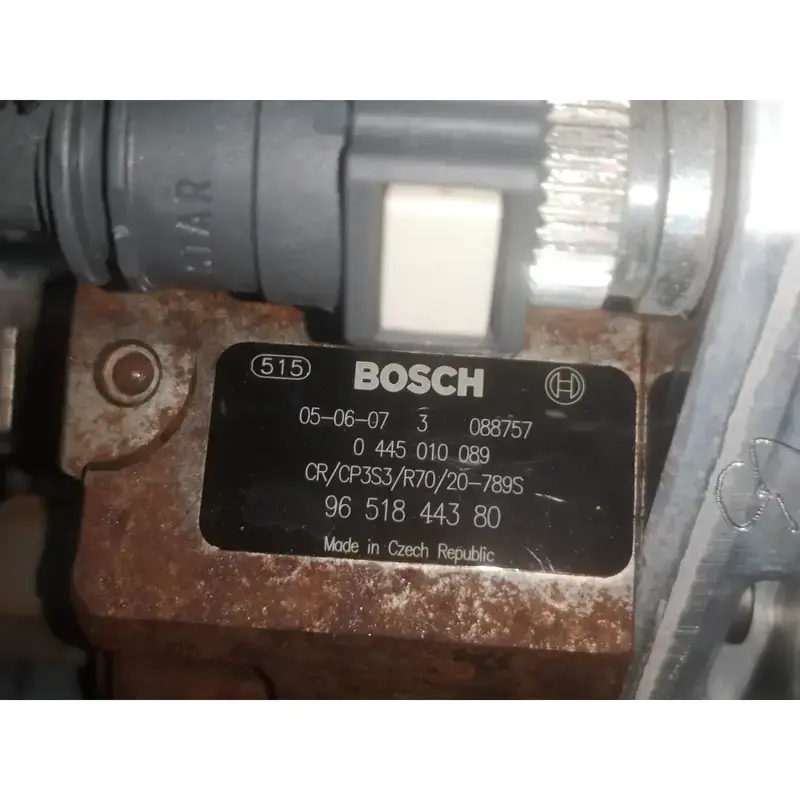 515 BOSCH
05-06-07 3 088757
0 445 010 089
CR/CP3S3/R70/20-789S
96 518 443 80
Made in Czech Republic